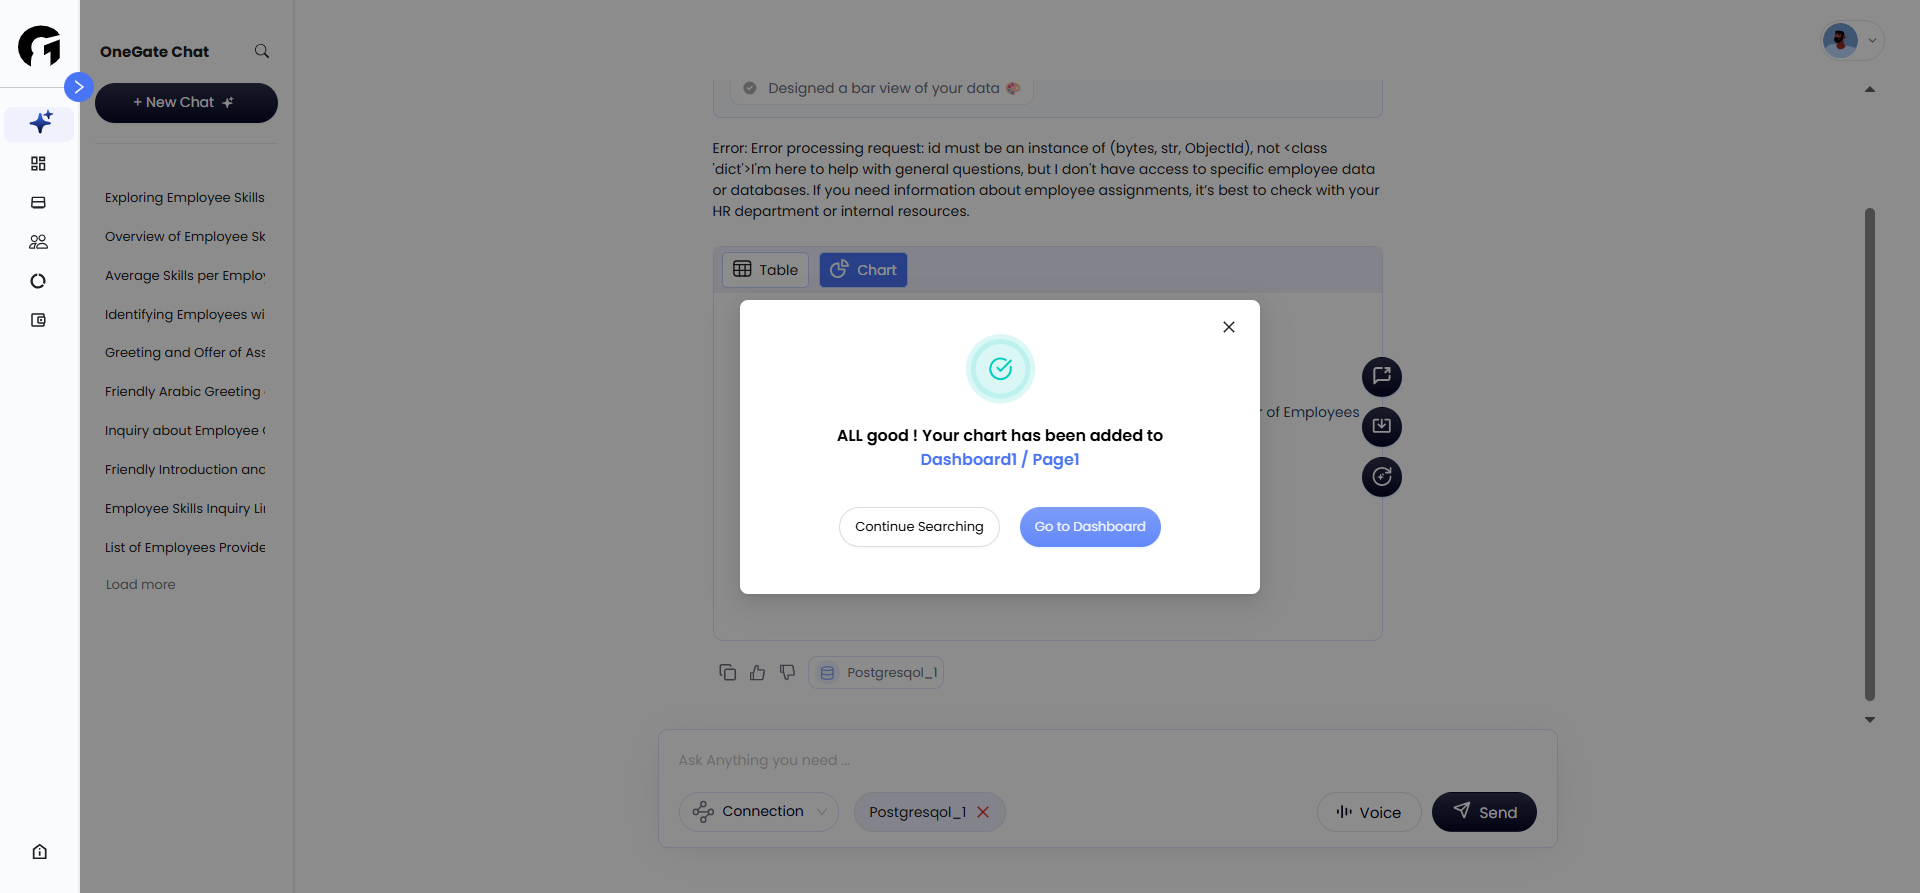 OneGate Chat
+ New Chat
Exploring Employee Skills
Overview of Employee Sk
Average Skills per Employ
Identifying Employees wi
Greeting and Offer of Ass
Friendly Arabic Greeting
Inquiry about Employee
Friendly Introduction and
Employee Skills Inquiry Li
List of Employees Provide
Load more
Designed a bar view of your data
Error: Error processing request: id must be an instance of (bytes, str, ObjectId), not <class
'dict'>I'm here to help with general questions, but I don't have access to specific employee data
or databases. If you need information about employee assignments, it's best to check with your
HR department or internal resources.
Table
Chart
of Employees
ALL good ! Your chart has been added to
Dashboard1 / Page1
Continue Searching
Go to Dashboard
Postgresqol_1
Ask Anything you need ...
Connection
Postgresqol_1
Voice
Send